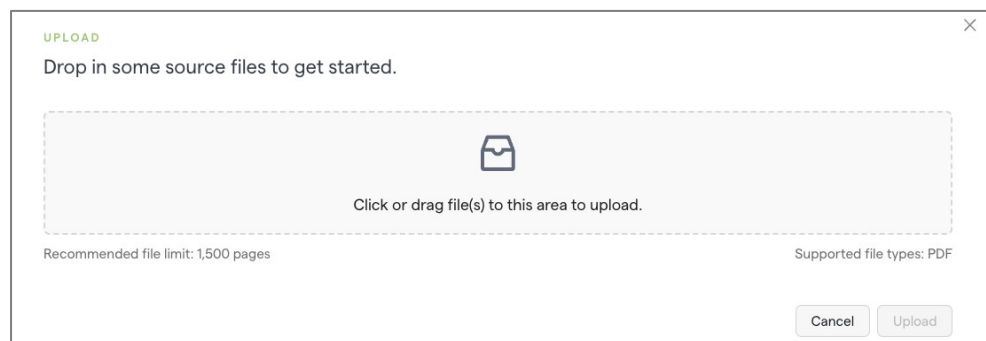 UPLOAD
Drop in some source files to get started.
Click or drag file(s) to this area to upload.
Recommended file limit: 1,500 pages
Supported file types: PDF
Cancel
Upload